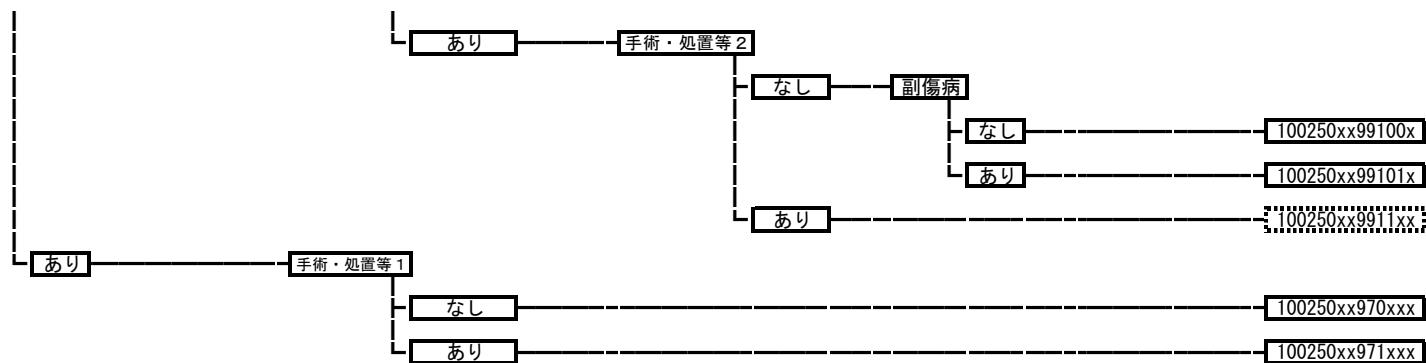 あり 手術・処置等2
なし 副傷病
なし 100250xx99100x
あり 100250xx99101x
あり 100250xx9911xx
あり 手術・処置等1
なし 100250xx970xxx
あり 100250xx971xxx